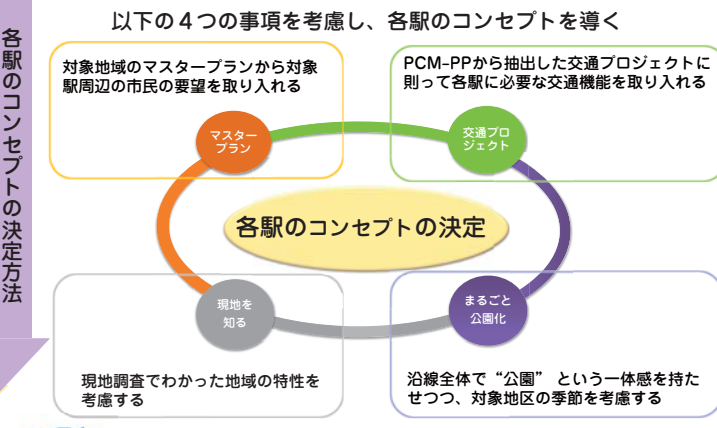 各駅のコンセプトの決定方法
以下の4つの事項を考慮し、各駅のコンセプトを導く
対象地域のマスタープランから対象
駅周辺の市民の要望を取り入れる
PCM-PPから抽出した交通プロジェクトに
則って各駅に必要な交通機能を取り入れる
マスター
プラン
交通プロ
ジェクト
各駅のコンセプトの決定
現地を
知る
まるごと
公園化
現地調査でわかった地域の特性を
考慮する
沿線全体で“公園” という一体感を持た
せつつ、対象地区の季節を考慮する